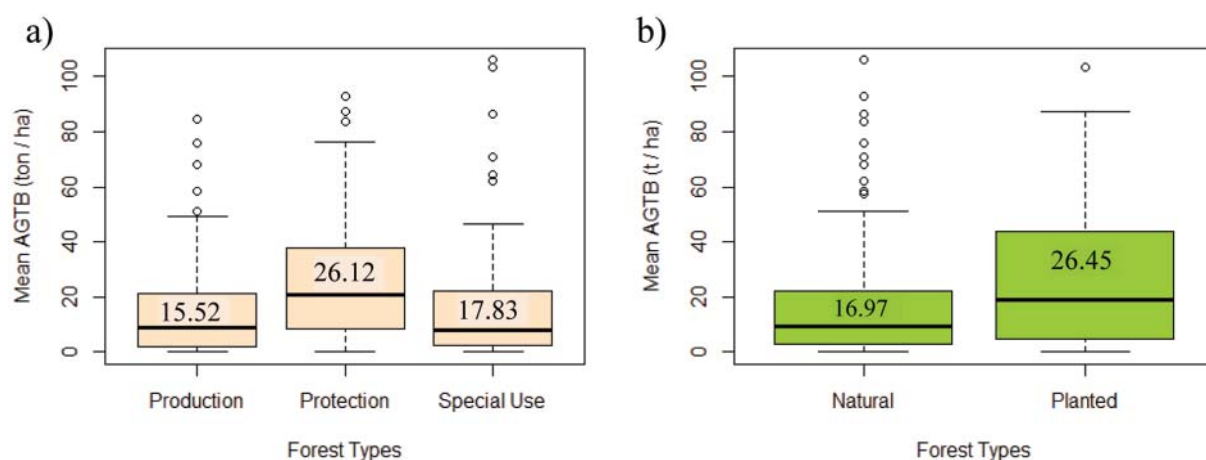 a)
Mean AGTB (ton / ha)
100
80
60
40
20
0
15.52
26.12
17.83
Production Protection Special Use
Forest Types
b)
Mean AGTB (t / ha)
100
80
60
40
20
0
16.97
26.45
Natural Planted
Forest Types